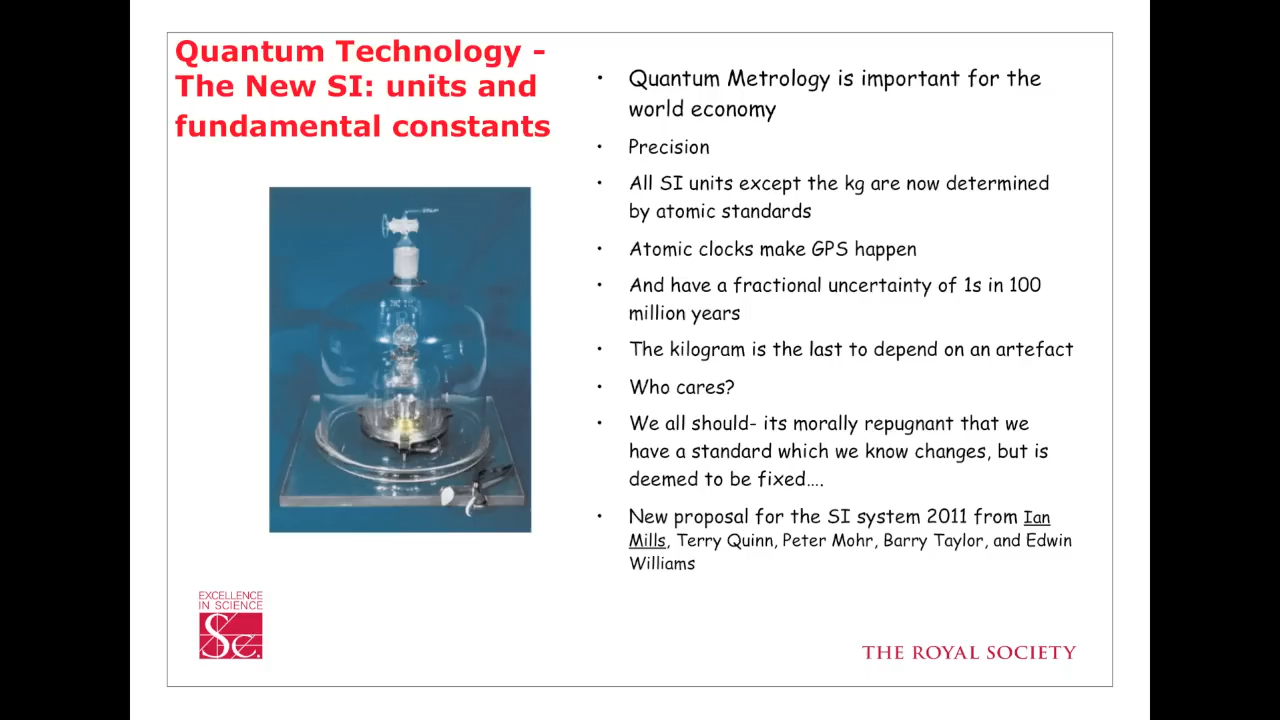 Quantum Technology -
The New SI: units and
fundamental constants
• Quantum Metrology is important for the
world economy
• Precision
• All SI units except the kg are now determined
by atomic standards
• Atomic clocks make GPS happen
• And have a fractional uncertainty of 1s in 100
million years
• The kilogram is the last to depend on an artefact
• Who cares?
• We all should- its morally repugnant that we
have a standard which we know changes, but is
deemed to be fixed….
• New proposal for the SI system 2011 from Ian
Mills, Terry Quinn, Peter Mohr, Barry Taylor, and Edwin
Williams
EXCELLENCE
IN SCIENCE
Sc.
THE ROYAL SOCIETY